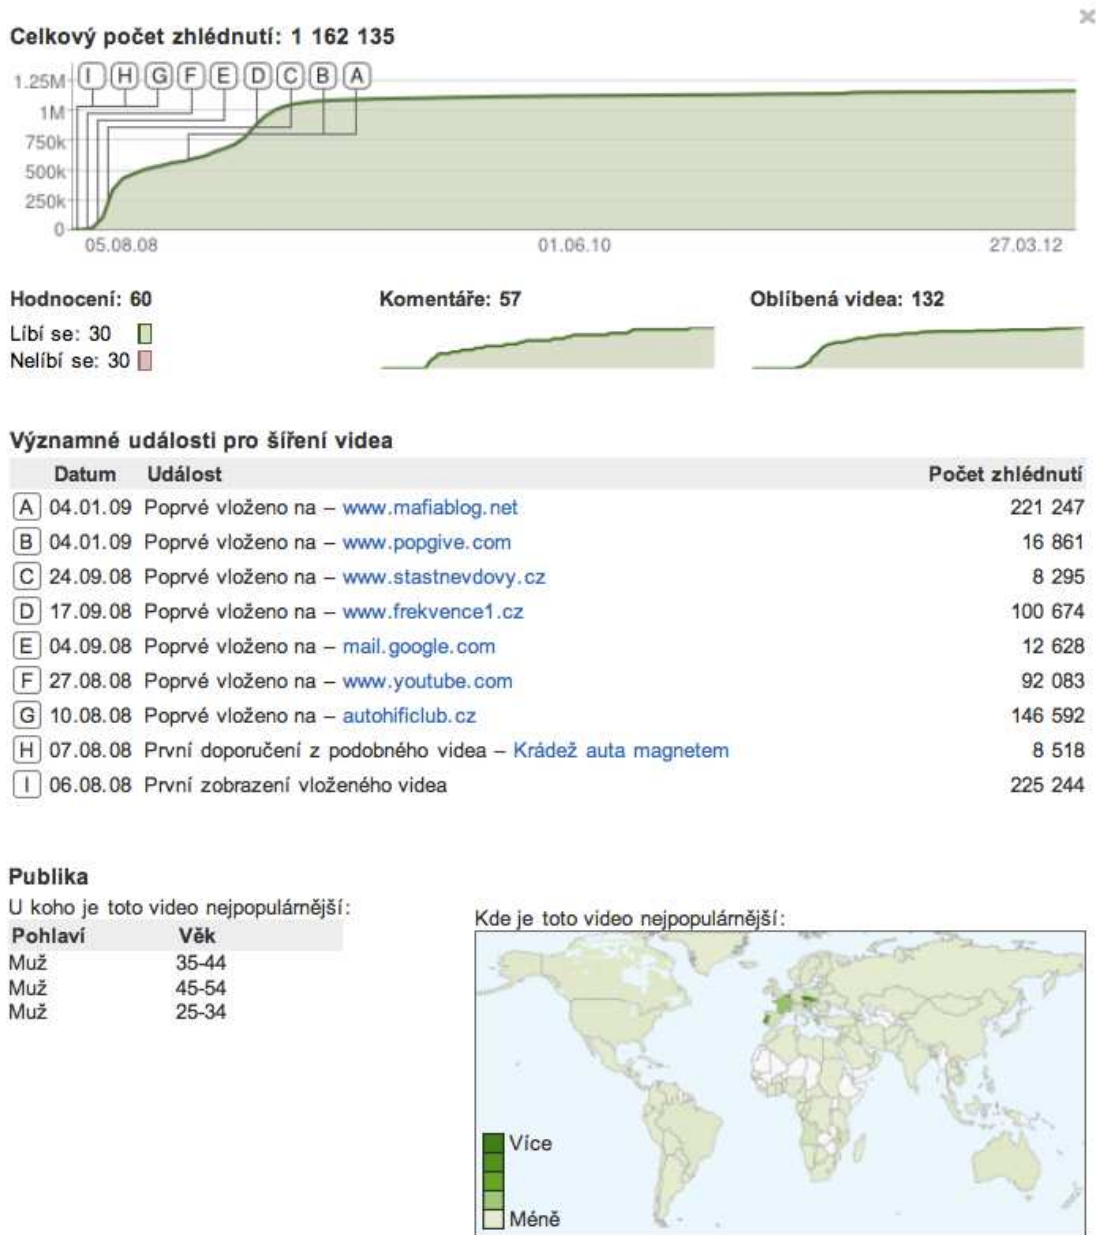 Celkový počet zhlédnutí: 1 162 135
I H G F E D C B A
1.25M
1M
750k
500k
250k
0
05.08.08 01.06.10 27.03.12
Hodnocení: 60 Komentáře: 57 Oblíbená videa: 132
Líbí se: 30
Nelíbí se: 30
Významné události pro šíření videa
Datum Událost Počet zhlédnutí
A 04.01.09 Poprvé vloženo na – www.mafiablog.net 221 247
B 04.01.09 Poprvé vloženo na – www.popgive.com 16 861
C 24.09.08 Poprvé vloženo na – www.stastnevdovy.cz 8 295
D 17.09.08 Poprvé vloženo na – www.frekvence1.cz 100 674
E 04.09.08 Poprvé vloženo na – mail.google.com 12 628
F 27.08.08 Poprvé vloženo na – www.youtube.com 92 083
G 10.08.08 Poprvé vloženo na – autohificlub.cz 146 592
H 07.08.08 První doporučení z podobného videa – Krádež auta magnetem 8 518
I 06.08.08 První zobrazení vloženého videa 225 244
Publika
U koho je toto video nejpopulárnější:
Pohlaví Věk
Muž 35-44
Muž 45-54
Muž 25-34
Kde je toto video nejpopulárnější:
Více
Méně